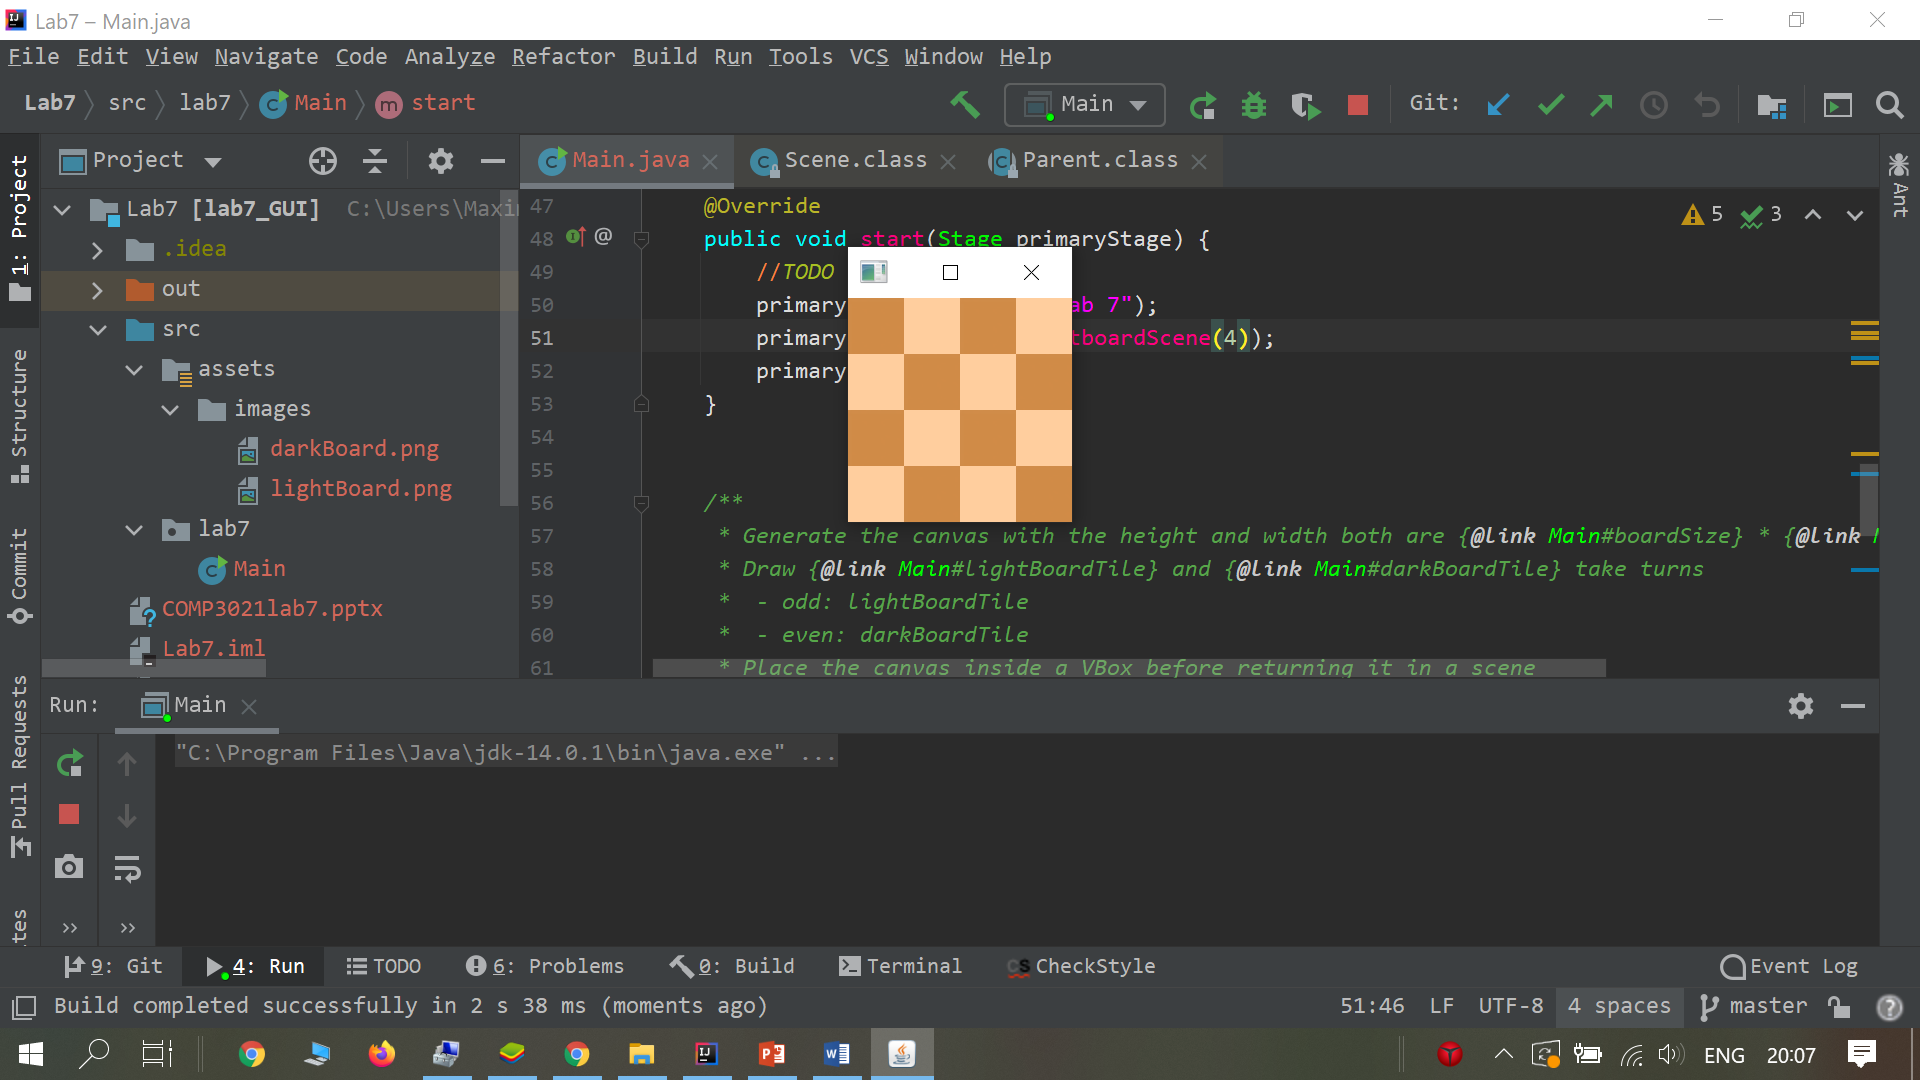 Lab7 – Main.java
File Edit View Navigate Code Analyze Refactor Build Run Tools VCS Window Help
Lab7 src lab7 Main start
Main
Git:
Project
Main.java
Scene.class
Parent.class
1: Project
Structure
Commit
Pull Requests
Ant
Lab7 [lab7_GUI] C:\Users\Maxi
.idea
out
src
assets
images
darkBoard.png
lightBoard.png
lab7
Main
COMP3021lab7.pptx
Lab7.iml
5 3
47 @Override
48 public void start(Stage primaryStage) {
49 //TODO
50 primary ab 7");
51 primary tboardScene(4));
52 primary
53 }
54
55
56 /**
57 * Generate the canvas with the height and width both are {@link Main#boardSize} * {@link
58 * Draw {@link Main#lightBoardTile} and {@link Main#darkBoardTile} take turns
59 * - odd: lightBoardTile
60 * - even: darkBoardTile
61 * Place the canvas inside a VBox before returning it in a scene
Run: Main
"C:\Program Files\Java\jdk-14.0.1\bin\java.exe" ...
9: Git 4: Run TODO 6: Problems 0: Build Terminal CheckStyle Event Log
Build completed successfully in 2 s 38 ms (moments ago) 51:46 LF UTF-8 4 spaces master
ENG 20:07